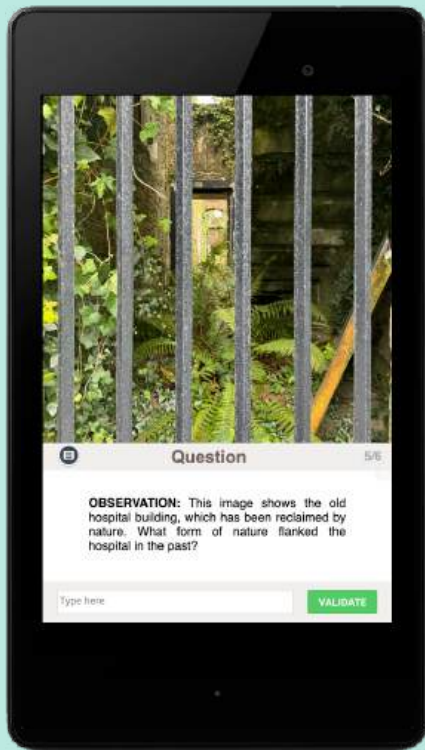 Question
5/6
OBSERVATION: This image shows the old
hospital building, which has been reclaimed by
nature. What form of nature flanked the
hospital in the past?
Type here
VALIDATE